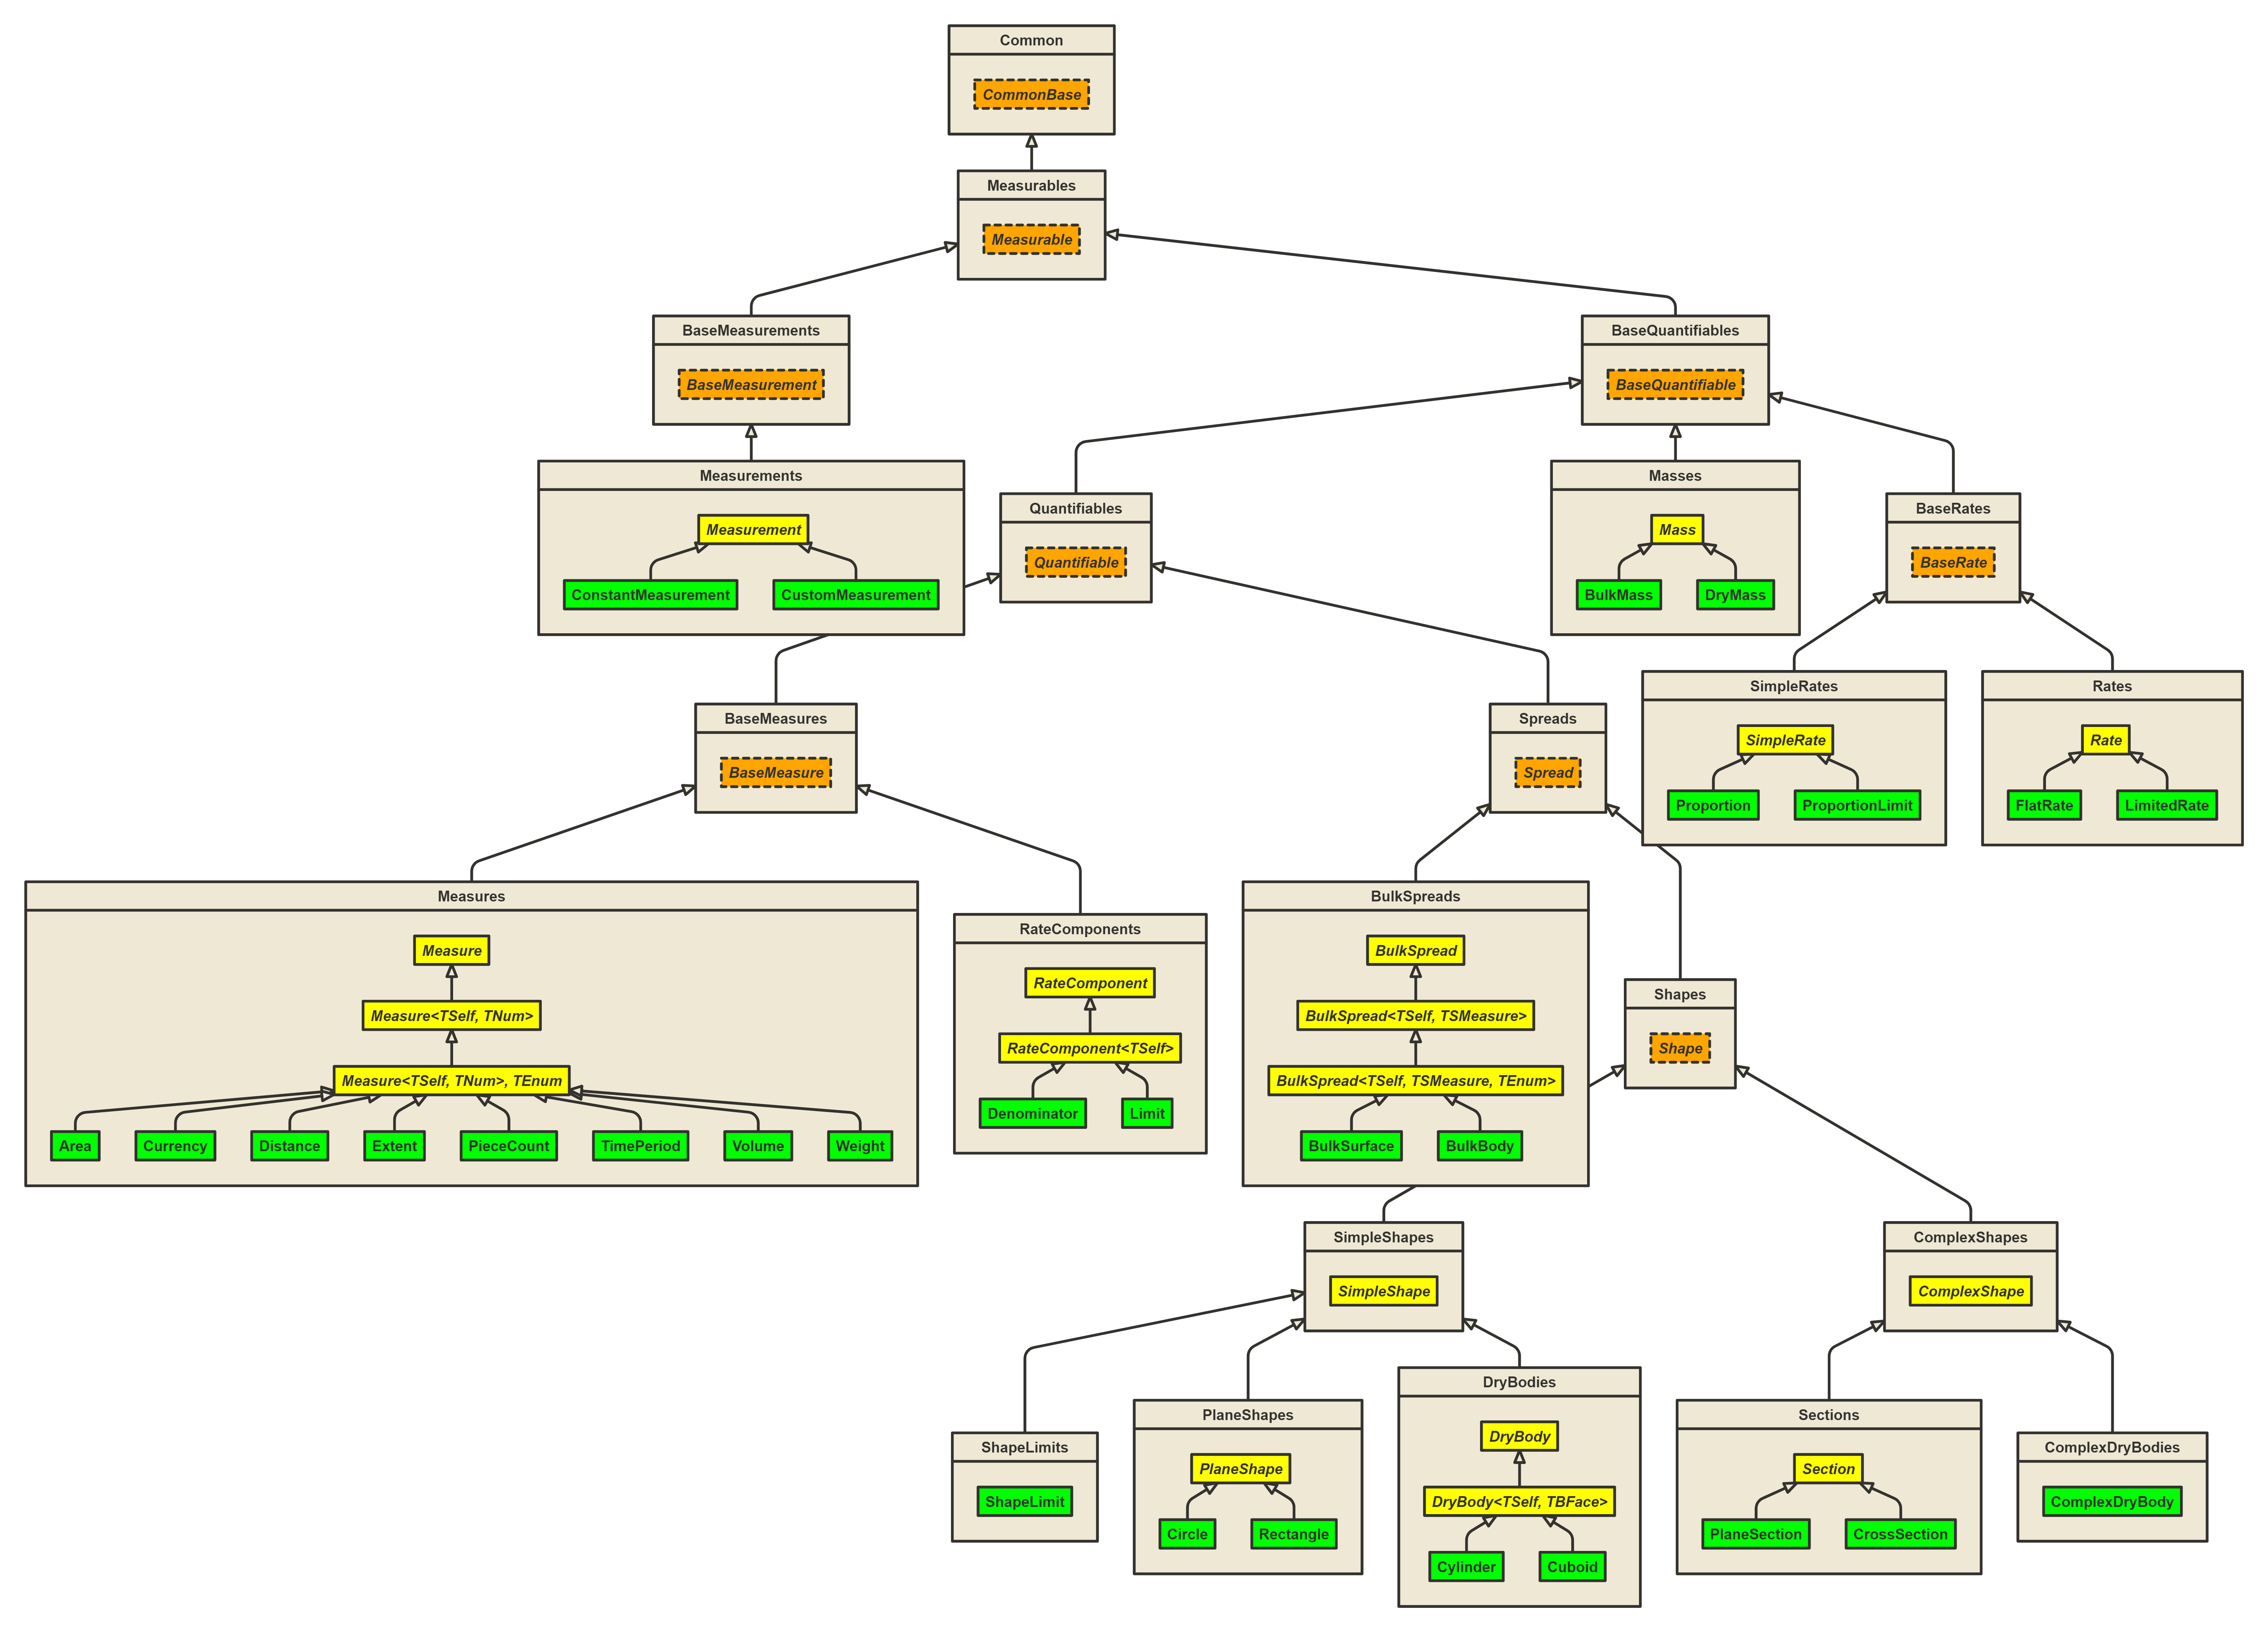 Common
CommonBase
Measurables
Measurable
BaseMeasurements
BaseMeasurement
BaseQuantifiables
BaseQuantifiable
Measurements
Measurement
ConstantMeasurement
CustomMeasurement
Quantifiables
Quantifiable
Masses
Mass
BulkMass
DryMass
BaseRates
BaseRate
BaseMeasures
BaseMeasure
Spreads
Spread
SimpleRates
SimpleRate
Proportion
ProportionLimit
Rates
Rate
FlatRate
LimitedRate
Measures
Measure
Measure<TSelf, TNum>
Measure<TSelf, TNum>, TEnum
Area
Currency
Distance
Extent
PieceCount
TimePeriod
Volume
Weight
RateComponents
RateComponent
RateComponent<TSelf>
Denominator
Limit
BulkSpreads
BulkSpread
BulkSpread<TSelf, TSMeasure>
BulkSpread<TSelf, TSMeasure, TEnum>
BulkSurface
BulkBody
Shapes
Shape
SimpleShapes
SimpleShape
ComplexShapes
ComplexShape
ShapeLimits
ShapeLimit
PlaneShapes
PlaneShape
Circle
Rectangle
DryBodies
DryBody
DryBody<TSelf, TBFace>
Cylinder
Cuboid
Sections
Section
PlaneSection
CrossSection
ComplexDryBodies
ComplexDryBody